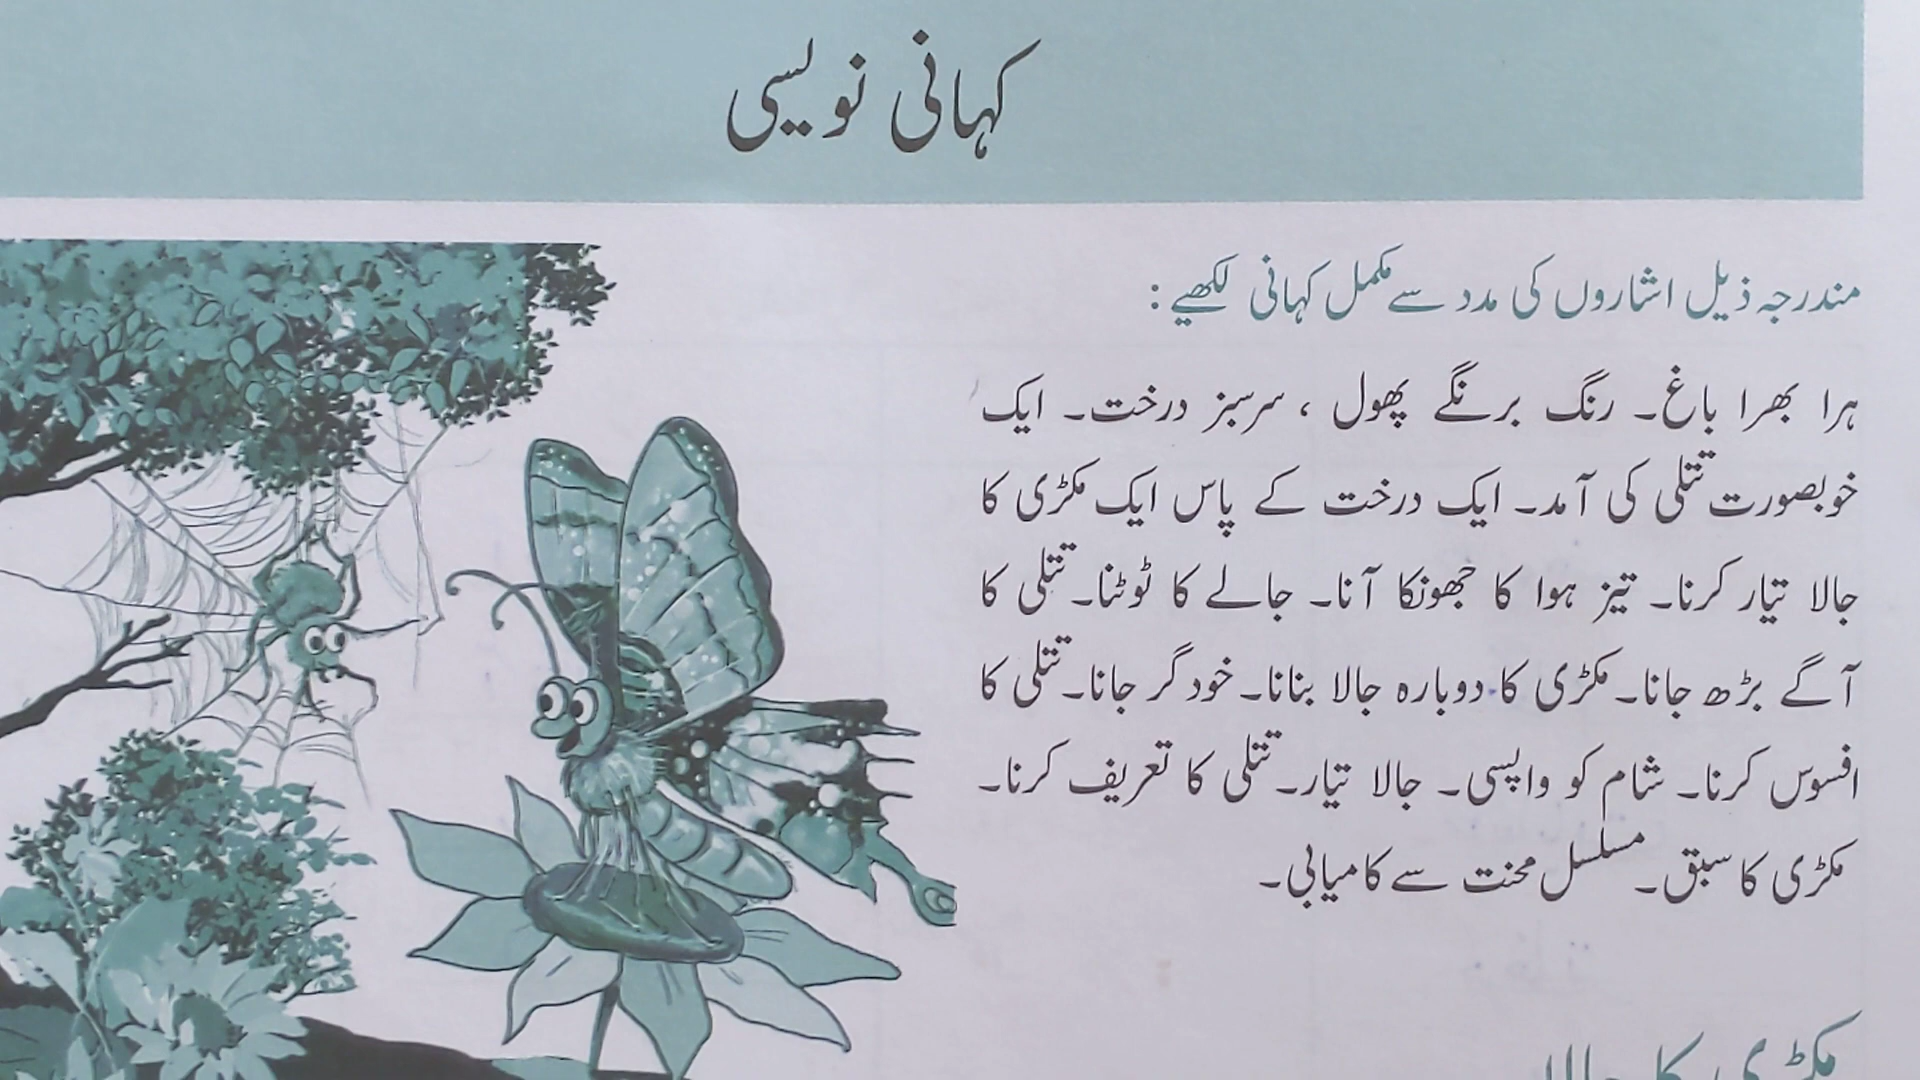 کہانی نویسی
مندرجہ ذیل اشاروں کی مدد سے مکمل کہانی لکھیے :
ہرا بھرا باغ۔ رنگ برنگے پھول ، سرسبز درخت۔ ایک
خوبصورت تتلی کی آمد۔ ایک درخت کے پاس ایک مکڑی کا
جالا تیار کرنا۔ تیز ہوا کا جھونکا آنا۔ جالے کا ٹوٹنا۔ تتلی کا
آگے بڑھ جانا۔ مکڑی کا دوبارہ جالا بنانا۔ خود گر جانا۔ تتلی کا
افسوس کرنا۔ شام کو واپسی۔ جالا تیار۔ تتلی کا تعریف کرنا۔
مکڑی کا سبق۔ مسلسل محنت سے کامیابی۔
مکڑی کا جالا